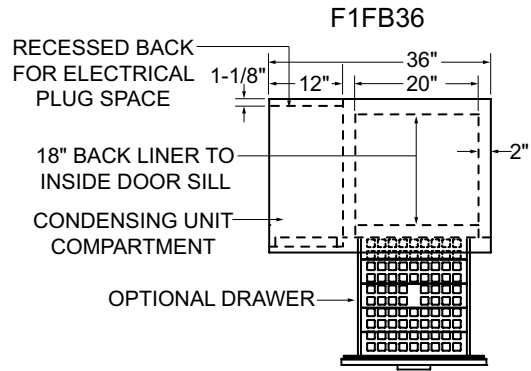 F1FB36
RECESSED BACK
FOR ELECTRICAL
PLUG SPACE
1-1/8"
36"
12"
20"
18" BACK LINER TO
INSIDE DOOR SILL
2"
CONDENSING UNIT
COMPARTMENT
OPTIONAL DRAWER